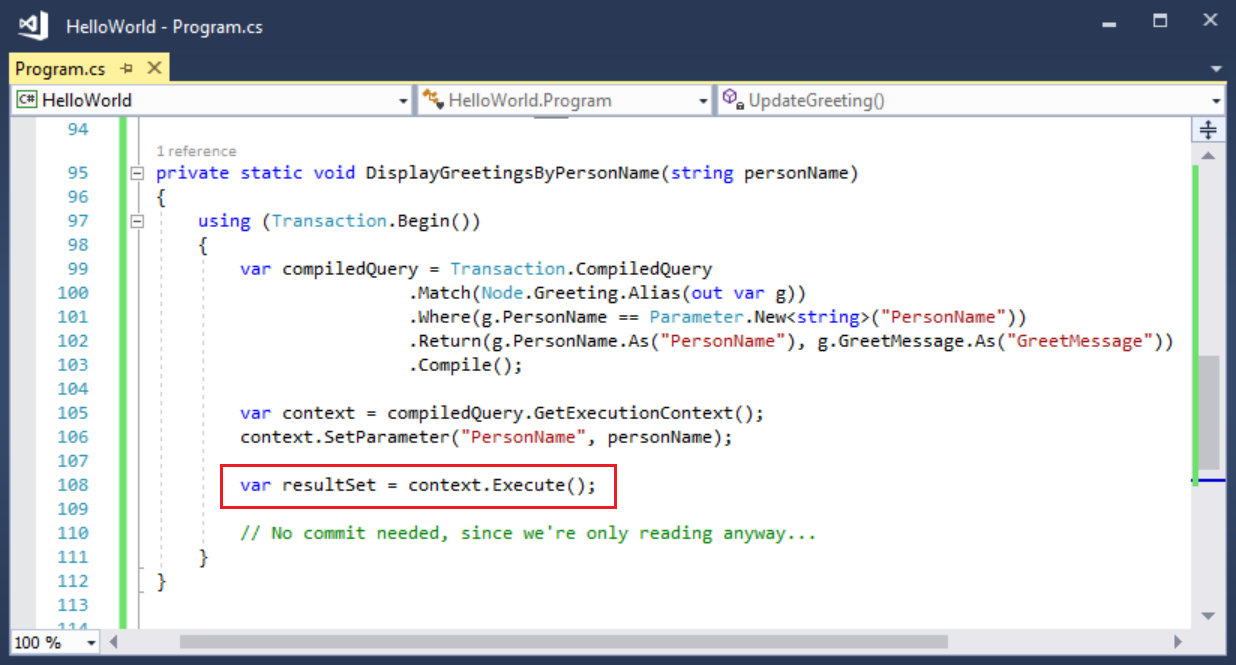 HelloWorld - Program.cs
Program.cs
C# HelloWorld HelloWorld.Program UpdateGreeting()
94
1 reference
95 private static void DisplayGreetingsByPersonName(string personName)
96 {
97 using (Transaction.Begin())
98 {
99 var compiledQuery = Transaction.CompiledQuery
100 .Match(Node.Greeting.Alias(out var g))
101 .Where(g.PersonName == Parameter.New<string>("PersonName"))
102 .Return(g.PersonName.As("PersonName"), g.GreetMessage.As("GreetMessage"))
103 .Compile();
104
105 var context = compiledQuery.GetExecutionContext();
106 context.SetParameter("PersonName", personName);
107
108 var resultSet = context.Execute();
109
110 // No commit needed, since we're only reading anyway...
111 }
112 }
113
114
100 %